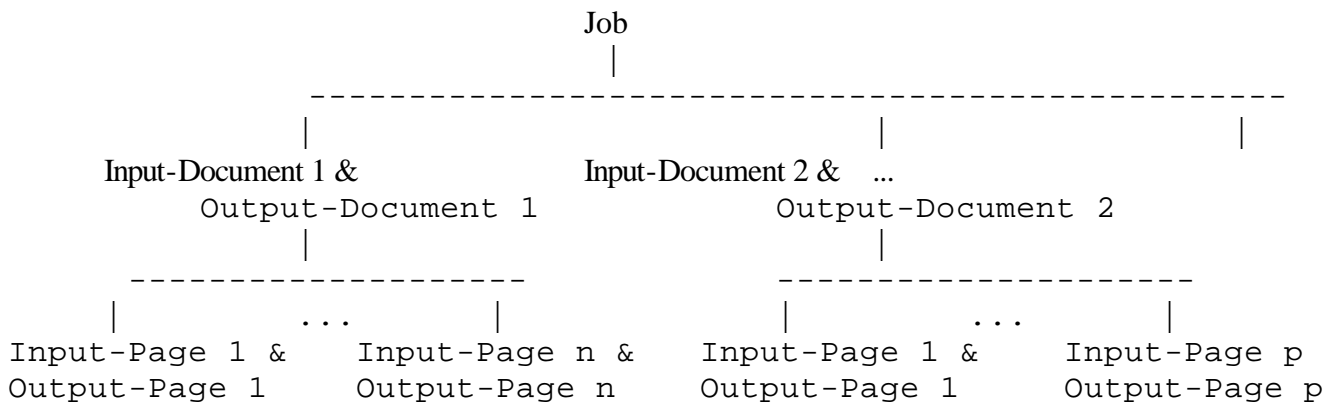 Job
|
-------------------------------------------------
| | |
Input-Document 1 & Input-Document 2 & ...
Output-Document 1 Output-Document 2
| |
-------------------- ---------------------
| ... | | ... |
Input-Page 1 & Input-Page n & Input-Page 1 & Input-Page p
Output-Page 1 Output-Page n Output-Page 1 Output-Page p